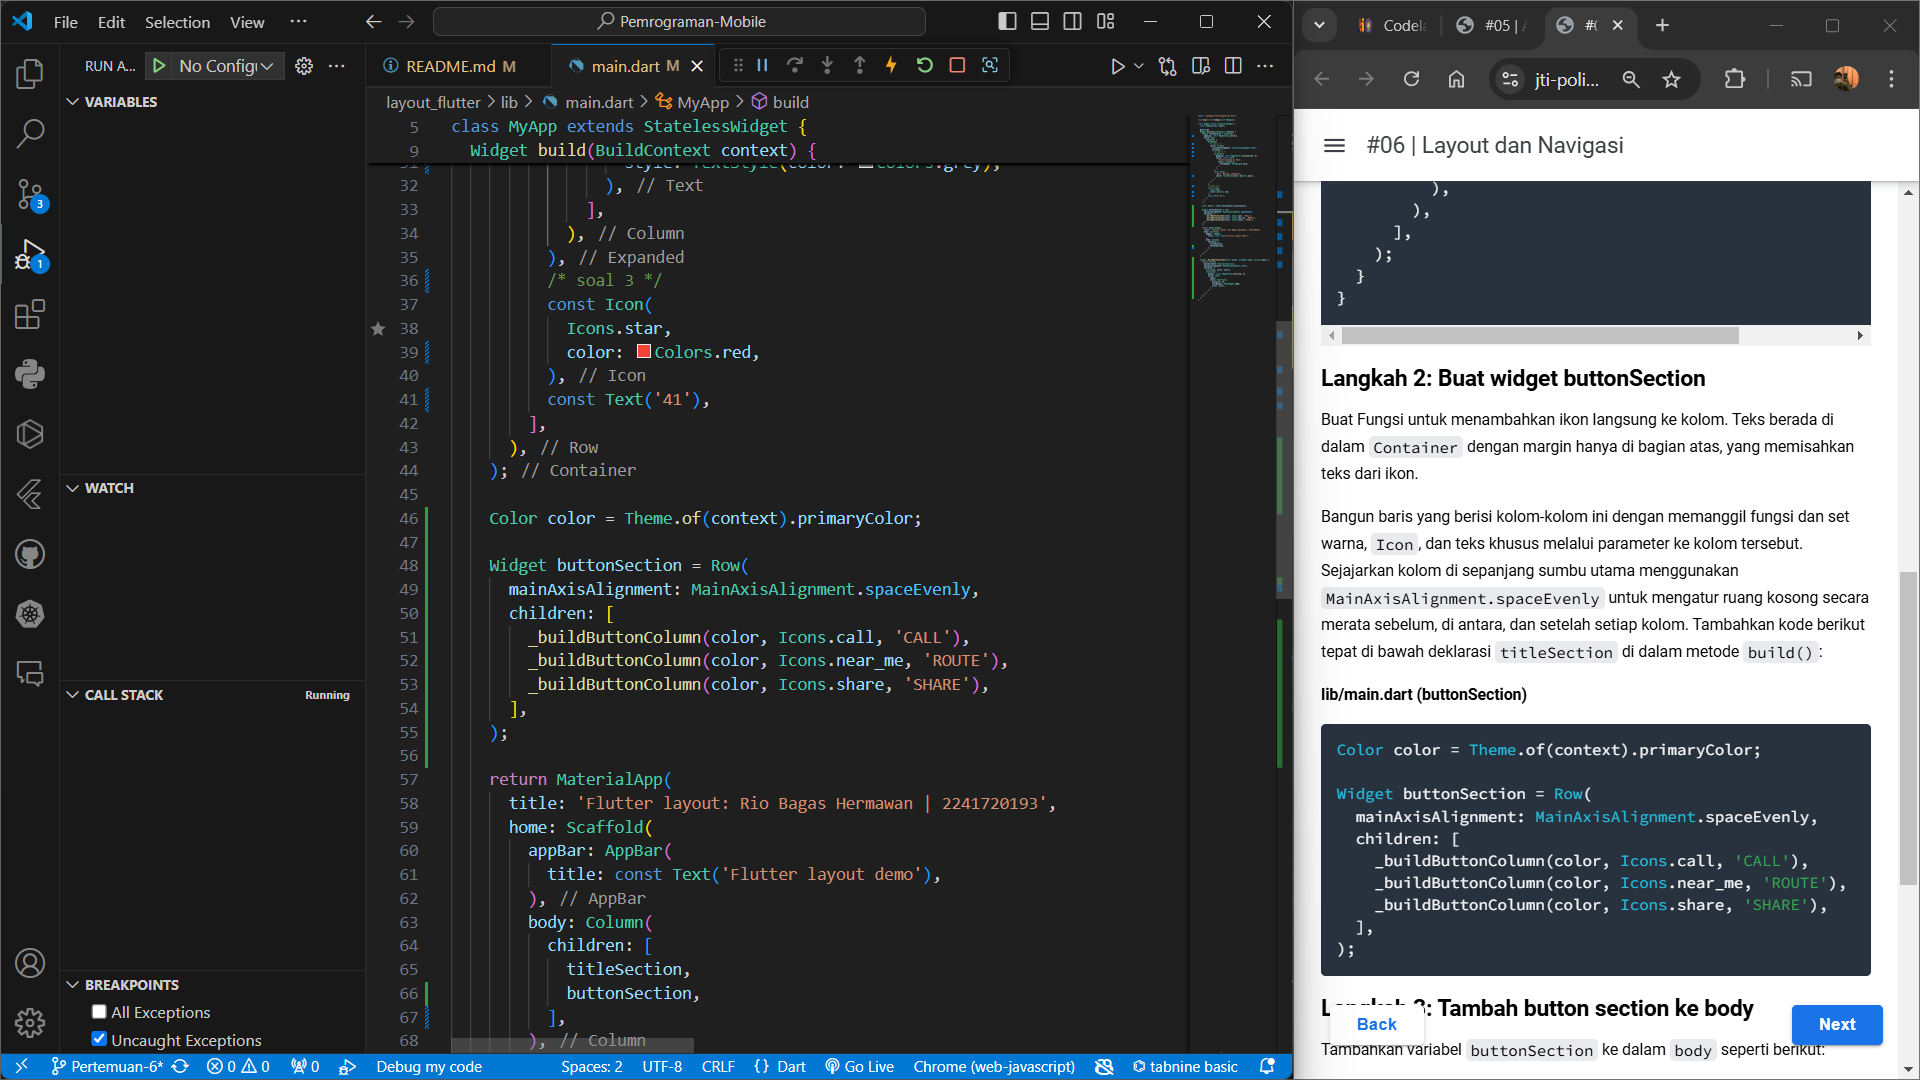 File
Edit
Selection
View
Pemrograman-Mobile
RUN A...
No Config
README.md M
main.dart M
layout_flutter > lib > main.dart > MyApp > build
VARIABLES
WATCH
CALL STACK
Running
BREAKPOINTS
All Exceptions
Uncaught Exceptions
3
1
5 class MyApp extends StatelessWidget {
9 Widget build(BuildContext context) {
31 style: TextStyle(color: Colors.grey),
32 ), // Text
33 ],
34 ), // Column
35 ), // Expanded
36 /* soal 3 */
37 const Icon(
38 Icons.star,
39 color: Colors.red,
40 ), // Icon
41 const Text('41'),
42 ],
43 ), // Row
44 ); // Container
45
46 Color color = Theme.of(context).primaryColor;
47
48 Widget buttonSection = Row(
49 mainAxisAlignment: MainAxisAlignment.spaceEvenly,
50 children: [
51 _buildButtonColumn(color, Icons.call, 'CALL'),
52 _buildButtonColumn(color, Icons.near_me, 'ROUTE'),
53 _buildButtonColumn(color, Icons.share, 'SHARE'),
54 ],
55 );
56
57 return MaterialApp(
58 title: 'Flutter layout: Rio Bagas Hermawan | 2241720193',
59 home: Scaffold(
60 appBar: AppBar(
61 title: const Text('Flutter layout demo'),
62 ), // AppBar
63 body: Column(
64 children: [
65 titleSection,
66 buttonSection,
67 ],
68 ), // Column
Pertemuan-6*
0
0
0
Debug my code
Spaces: 2
UTF-8
CRLF
{} Dart
Go Live
Chrome (web-javascript)
tabnine basic
Codela
#05 | A
#0
jti-poli...
#06 | Layout dan Navigasi
),
),
],
);
}
}
Langkah 2: Buat widget buttonSection
Buat Fungsi untuk menambahkan ikon langsung ke kolom. Teks berada di
dalam Container dengan margin hanya di bagian atas, yang memisahkan
teks dari ikon.
Bangun baris yang berisi kolom-kolom ini dengan memanggil fungsi dan set
warna, Icon, dan teks khusus melalui parameter ke kolom tersebut.
Sejajarkan kolom di sepanjang sumbu utama menggunakan
MainAxisAlignment.spaceEvenly untuk mengatur ruang kosong secara
merata sebelum, di antara, dan setelah setiap kolom. Tambahkan kode berikut
tepat di bawah deklarasi titleSection di dalam metode build():
lib/main.dart (buttonSection)
Color color = Theme.of(context).primaryColor;
Widget buttonSection = Row(
mainAxisAlignment: MainAxisAlignment.spaceEvenly,
children: [
_buildButtonColumn(color, Icons.call, 'CALL'),
_buildButtonColumn(color, Icons.near_me, 'ROUTE'),
_buildButtonColumn(color, Icons.share, 'SHARE'),
],
);
Langkah 3: Tambah button section ke body
Back
Next
Tambahkan variabel buttonSection ke dalam body seperti berikut: